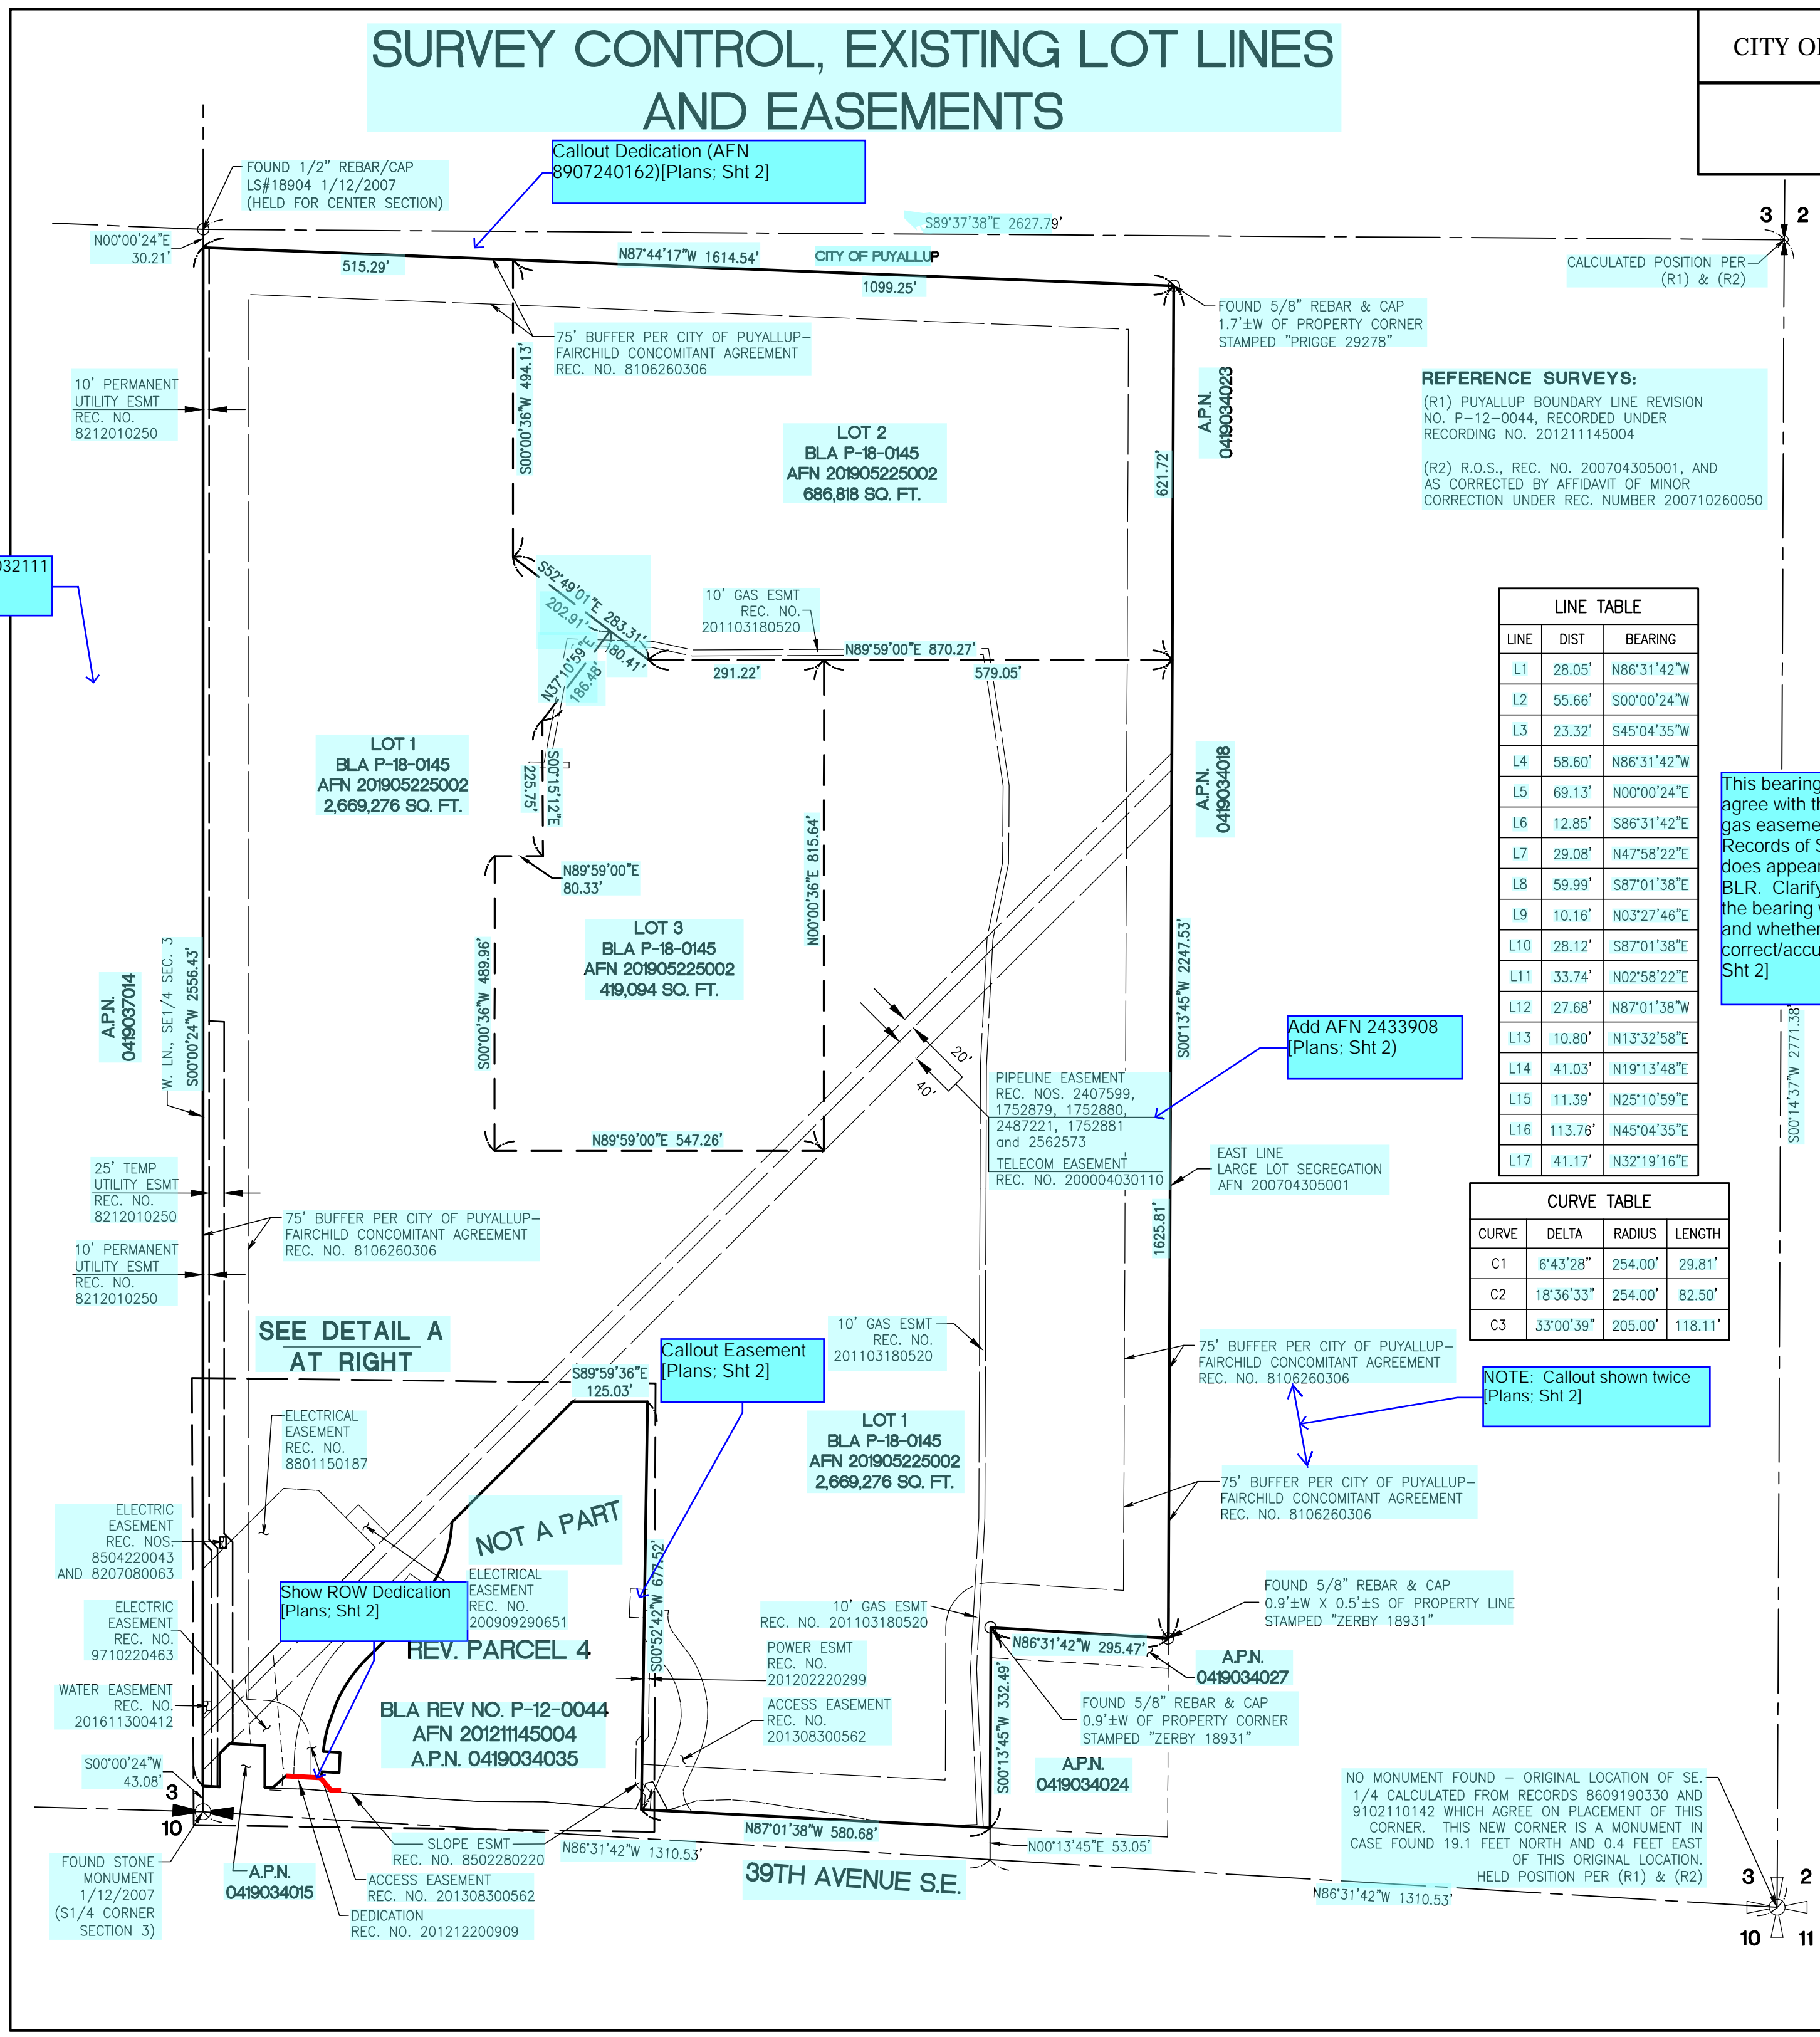 SURVEY CONTROL, EXISTING LOT LINES
AND EASEMENTS
CITY
Callout Dedication (AFN
8907240162)[Plans; Sht 2]
FOUND 1/2" REBAR/CAP
LS#18904 1/12/2007
(HELD FOR CENTER SECTION)
N00°00'24"E
30.21'
S89°37'38"E 2627.79'
3 2
515.29'
N87°44'17"W 1614.54'
CITY OF PUYALLUP
1099.25'
CALCULATED POSITION PER
(R1) & (R2)
FOUND 5/8" REBAR & CAP
1.7'±W OF PROPERTY CORNER
STAMPED "PRIGGE 29278"
75' BUFFER PER CITY OF PUYALLUP-
FAIRCHILD CONCOMITANT AGREEMENT
REC. NO. 8106260306
10' PERMANENT
UTILITY ESMT
REC. NO.
8212010250
S00°00'36"W 494.13'
LOT 2
BLA P-18-0145
AFN 201905225002
686,818 SQ. FT.
621.72'
A.P.N.
0419034023
REFERENCE SURVEYS:
(R1) PUYALLUP BOUNDARY LINE REVISION
NO. P-12-0044, RECORDED UNDER
RECORDING NO. 201211145004
(R2) R.O.S., REC. NO. 200704305001, AND
AS CORRECTED BY AFFIDAVIT OF MINOR
CORRECTION UNDER REC. NUMBER 200710260050
032111
S52°49'01"E 283.31'
202.91'
80.41'
N37°10'59"E
186.48'
10' GAS ESMT
REC. NO.
201103180520
N89°59'00"E 870.27'
291.22'
579.05'
LOT 1
BLA P-18-0145
AFN 201905225002
2,669,276 SQ. FT.
S00°15'12"E
225.75'
N89°59'00"E
80.33'
N00°00'36"E 815.64'
A.P.N.
0419034018
LOT 3
BLA P-18-0145
AFN 201905225002
419,094 SQ. FT.
S00°00'36"W 489.96'
N89°59'00"E 547.26'
A.P.N.
0419037014
W. LN., SE1/4 SEC. 3
S00°00'24"W 2556.43'
S00°13'45"W 2247.53'
20'
40'
Add AFN 2433908
[Plans; Sht 2)
PIPELINE EASEMENT
REC. NOS. 2407599,
1752879, 1752880,
2487221, 1752881
and 2562573
TELECOM EASEMENT
REC. NO. 200004030110
EAST LINE
LARGE LOT SEGREGATION
AFN 200704305001
1625.81'
LINE TABLE
LINE DIST BEARING
L1 28.05' N86°31'42"W
L2 55.66' S00°00'24"W
L3 23.32' S45°04'35"W
L4 58.60' N86°31'42"W
L5 69.13' N00°00'24"E
L6 12.85' S86°31'42"E
L7 29.08' N47°58'22"E
L8 59.99' S87°01'38"E
L9 10.16' N03°27'46"E
L10 28.12' S87°01'38"E
L11 33.74' N02°58'22"E
L12 27.68' N87°01'38"W
L13 10.80' N13°32'58"E
L14 41.03' N19°13'48"E
L15 11.39' N25°10'59"E
L16 113.76' N45°04'35"E
L17 41.17' N32°19'16"E
CURVE TABLE
CURVE DELTA RADIUS LENGTH
C1 6°43'28" 254.00' 29.81'
C2 18°36'33" 254.00' 82.50'
C3 33°00'39" 205.00' 118.11'
This bearing
agree with
gas
Records of
does
BLR. Clarify
the bearing
and whether
Sht 2]
S00°14'37"W 2771.38'
25' TEMP
UTILITY ESMT
REC. NO.
8212010250
10' PERMANENT
UTILITY ESMT
REC. NO.
8212010250
75' BUFFER PER CITY OF PUYALLUP-
FAIRCHILD CONCOMITANT AGREEMENT
REC. NO. 8106260306
SEE DETAIL A
AT RIGHT
Callout Easement
[Plans; Sht 2]
S89°59'36"E
125.03'
10' GAS ESMT
REC. NO.
201103180520
75' BUFFER PER CITY OF PUYALLUP-
FAIRCHILD CONCOMITANT AGREEMENT
REC. NO. 8106260306
NOTE: Callout shown twice
[Plans; Sht 2]
LOT 1
BLA P-18-0145
AFN 201905225002
2,669,276 SQ. FT.
75' BUFFER PER CITY OF PUYALLUP-
FAIRCHILD CONCOMITANT AGREEMENT
REC. NO. 8106260306
ELECTRICAL
EASEMENT
REC. NO.
8801150187
NOT A PART
ELECTRIC
EASEMENT
REC. NOS.
8504220043
AND 8207080063
ELECTRICAL
EASEMENT
REC. NO.
200909290651
Show ROW Dedication
[Plans; Sht 2]
S00°52'42"W 677.52'
ELECTRIC
EASEMENT
REC. NO.
9710220463
REV. PARCEL 4
BLA REV NO. P-12-0044
AFN 201211145004
A.P.N. 0419034035
10' GAS ESMT
REC. NO. 201103180520
POWER ESMT
REC. NO.
201202220299
ACCESS EASEMENT
REC. NO.
201308300562
FOUND 5/8" REBAR & CAP
0.9'±W X 0.5'±S OF PROPERTY LINE
STAMPED "ZERBY 18931"
N86°31'42"W 295.47'
A.P.N.
0419034027
FOUND 5/8" REBAR & CAP
0.9'±W OF PROPERTY CORNER
STAMPED "ZERBY 18931"
S00°13'45"W 332.49'
A.P.N.
0419034024
WATER EASEMENT
REC. NO.
201611300412
S00°00'24"W
43.08'
3
10
FOUND STONE
MONUMENT
1/12/2007
(S1/4 CORNER
SECTION 3)
A.P.N.
0419034015
SLOPE ESMT
REC. NO. 8502280220
ACCESS EASEMENT
REC. NO. 201308300562
DEDICATION
REC. NO. 201212200909
N86°31'42"W 1310.53'
N87°01'38"W 580.68'
39TH AVENUE S.E.
N00°13'45"E 53.05'
N86°31'42"W 1310.53'
NO MONUMENT FOUND – ORIGINAL LOCATION OF SE.
1/4 CALCULATED FROM RECORDS 8609190330 AND
9102110142 WHICH AGREE ON PLACEMENT OF THIS
CORNER. THIS NEW CORNER IS A MONUMENT IN
CASE FOUND 19.1 FEET NORTH AND 0.4 FEET EAST
OF THIS ORIGINAL LOCATION.
HELD POSITION PER (R1) & (R2)
3 2
10 11